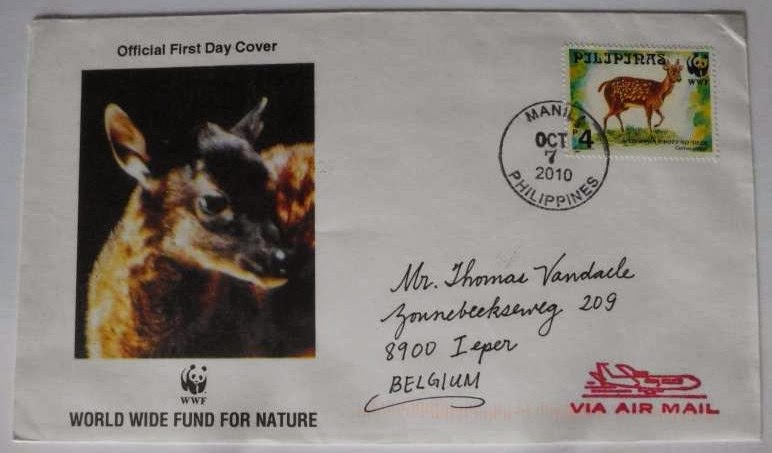 Official First Day Cover
PILIPINAS
WWF
4
MANILA
OCT
7
2010
PHILIPPINES
Mr. Thomas Vandaele
Zonnebeekseweg 209
8900 Ieper
BELGIUM
VIA AIR MAIL
WWF
WORLD WIDE FUND FOR NATURE